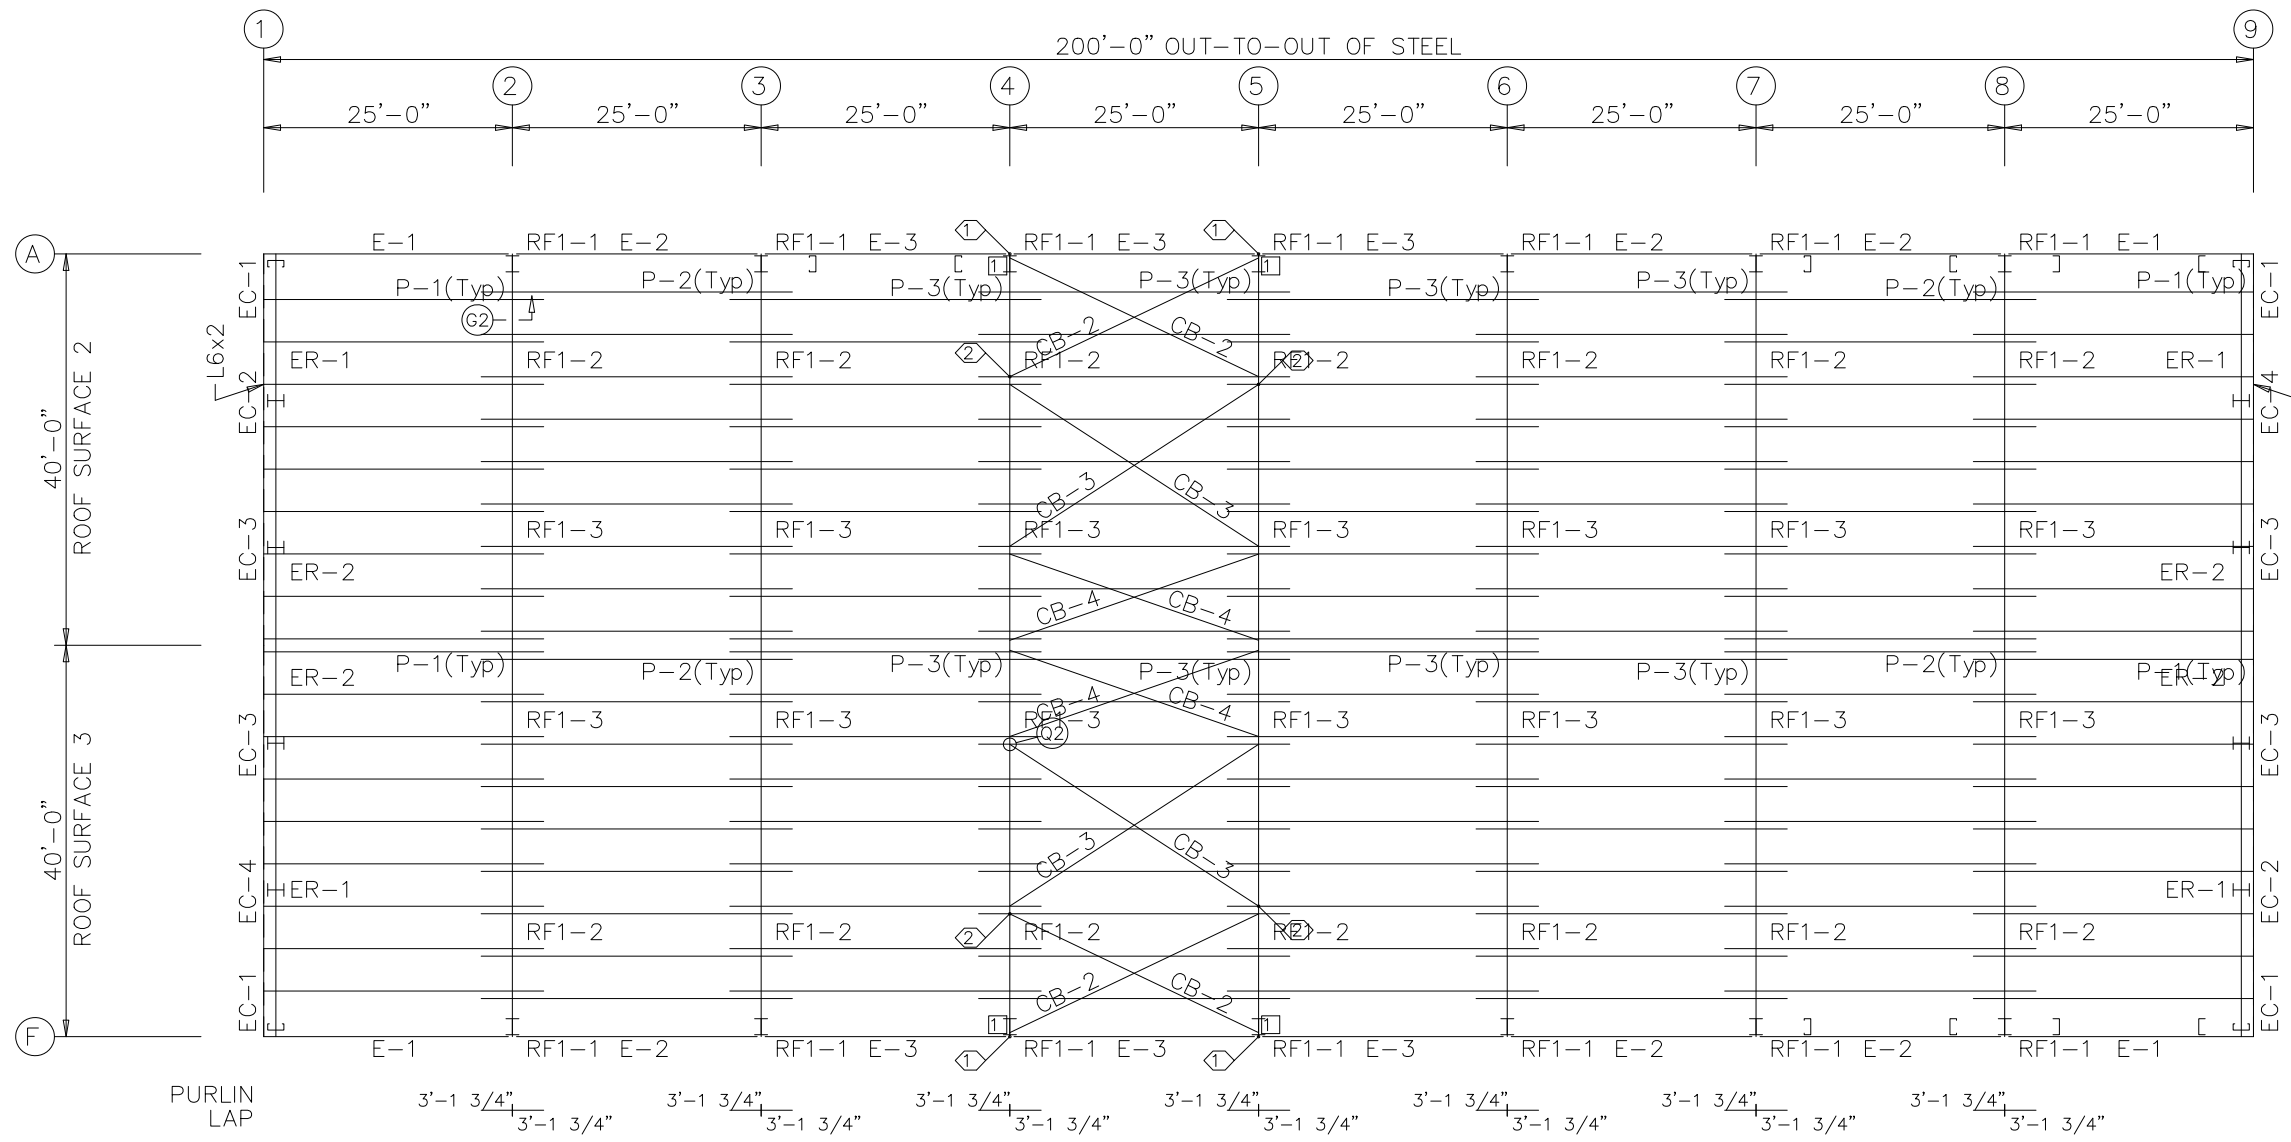 1
9
200'-0" OUT-TO-OUT OF STEEL
2 3 4 5 6 7 8
25'-0" 25'-0" 25'-0" 25'-0" 25'-0" 25'-0" 25'-0" 25'-0"
1 1
A
E-1 RF1-1 E-2 RF1-1 E-3 RF1-1 E-3 RF1-1 E-3 RF1-1 E-2 RF1-1 E-2 RF1-1 E-1
1 1
EC-1 EC-1
P-1(Typ) P-2(Typ) P-3(Typ) P-3(Typ) P-3(Typ) P-3(Typ) P-2(Typ) P-1(Typ)
G2
L6x2
CB-2 CB-2
2 2
ER-1 RF1-2 RF1-2 RF1-2 RF1-2 RF1-2 RF1-2 RF1-2 ER-1
EC-2 EC-4
40'-0"
ROOF SURFACE 2
CB-3 CB-3
RF1-3 RF1-3 RF1-3 RF1-3 RF1-3 RF1-3 RF1-3
EC-3 EC-3
ER-2 ER-2
CB-4 CB-4
P-1(Typ) P-2(Typ) P-3(Typ) P-3(Typ) P-3(Typ) P-3(Typ) P-2(Typ) P-1(Typ)
ER-2 ER-2
CB-4 CB-4
RF1-3 RF1-3 RF1-3 RF1-3 RF1-3 RF1-3 RF1-3
Q2
EC-3 EC-3
40'-0"
ROOF SURFACE 3
CB-3 CB-3
EC-4 ER-1 ER-1 EC-2
RF1-2 RF1-2 RF1-2 RF1-2 RF1-2 RF1-2 RF1-2
2 2
CB-2 CB-2
EC-1 EC-1
1 1
F
E-1 RF1-1 E-2 RF1-1 E-3 RF1-1 E-3 RF1-1 E-3 RF1-1 E-2 RF1-1 E-2 RF1-1 E-1
1 1
PURLIN
LAP
3'-1 3/4" 3'-1 3/4" 3'-1 3/4" 3'-1 3/4" 3'-1 3/4" 3'-1 3/4" 3'-1 3/4"
3'-1 3/4" 3'-1 3/4" 3'-1 3/4" 3'-1 3/4" 3'-1 3/4" 3'-1 3/4" 3'-1 3/4"